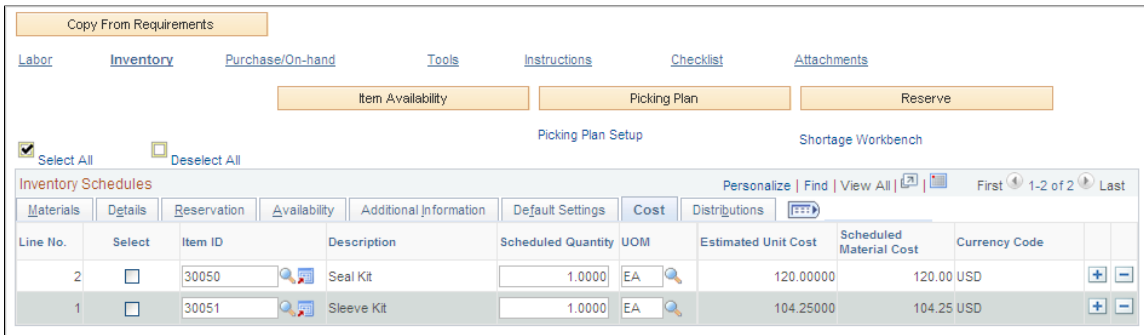 Copy From Requirements
Labor Inventory Purchase/On-hand Tools Instructions Checklist Attachments
Item Availability Picking Plan Reserve
Picking Plan Setup Shortage Workbench
Select All Deselect All
Inventory Schedules Personalize | Find | View All | | First 1-2 of 2 Last
Materials Details Reservation Availability Additional Information Default Settings Cost Distributions
Line No. Select Item ID Description Scheduled Quantity UOM Estimated Unit Cost Scheduled Material Cost Currency Code
2 30050 Seal Kit 1.0000 EA 120.00000 120.00 USD
1 30051 Sleeve Kit 1.0000 EA 104.25000 104.25 USD